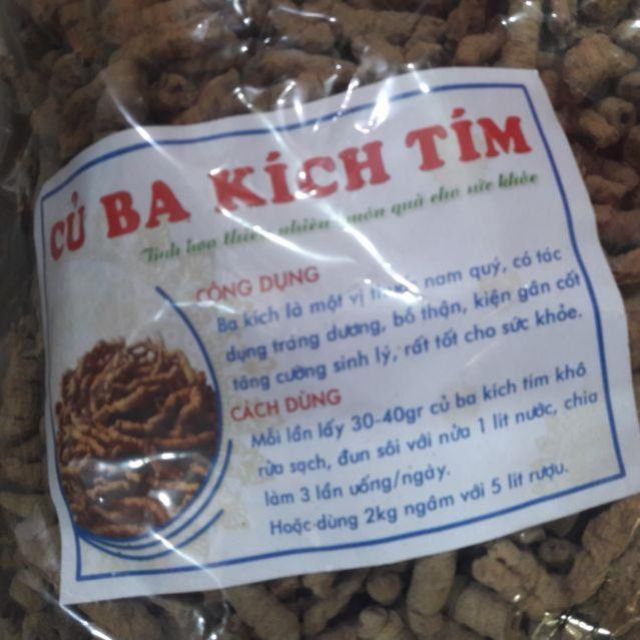 CỦ BA KÍCH TÍM
Tinh hoa thiên nhiên món quà cho sức khỏe
CÔNG DỤNG
Ba kích là một vị thuốc nam quý, có tác
dụng tráng dương, bổ thận, kiện gân cốt
tăng cường sinh lý, rất tốt cho sức khỏe.
CÁCH DÙNG
Mỗi lần lấy 30-40gr củ ba kích tím khô
rửa sạch, đun sôi với nửa 1 lít nước, chia
làm 3 lần uống/ngày.
Hoặc dùng 2kg ngâm với 5 lít rượu.